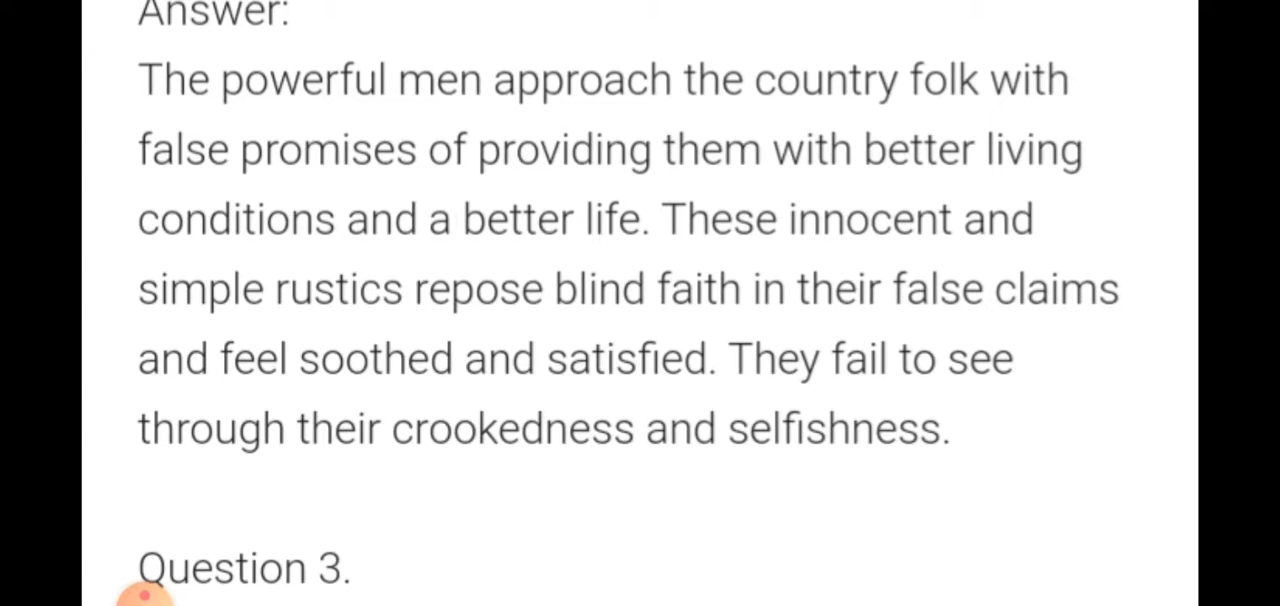 Answer:
The powerful men approach the country folk with
false promises of providing them with better living
conditions and a better life. These innocent and
simple rustics repose blind faith in their false claims
and feel soothed and satisfied. They fail to see
through their crookedness and selfishness.
Question 3.